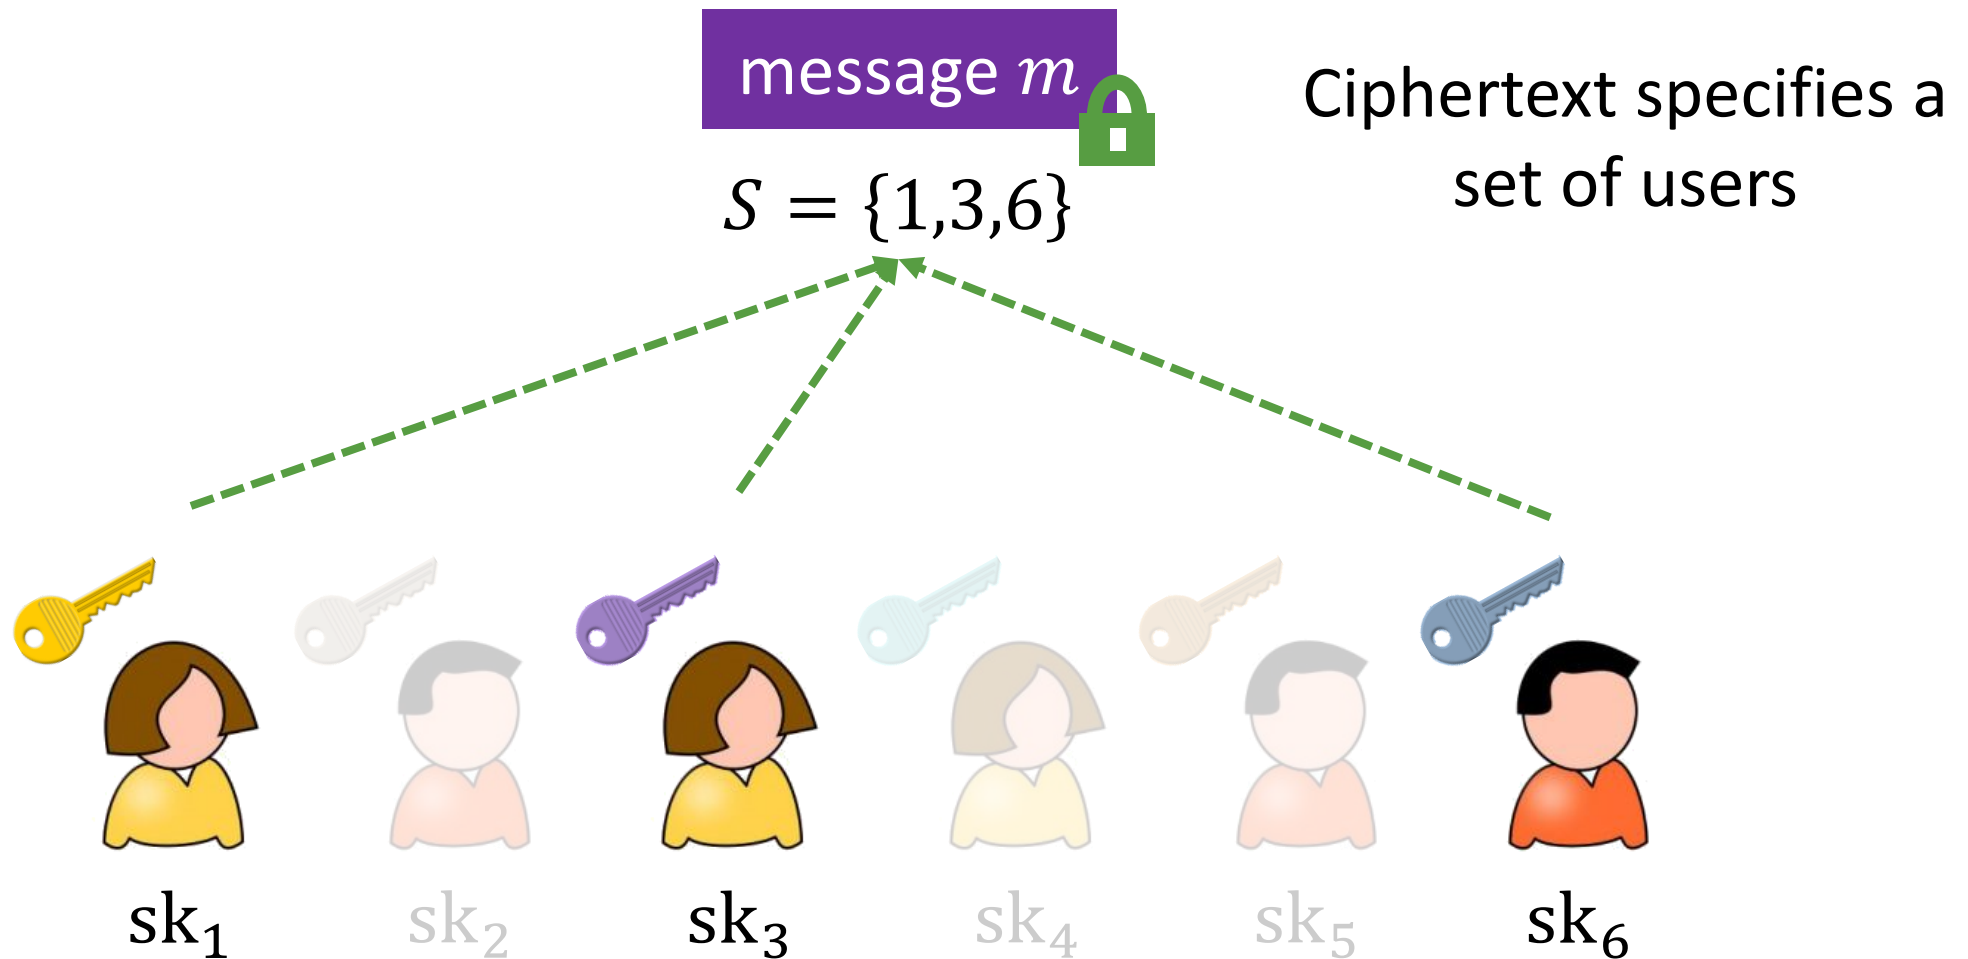 message m
Ciphertext specifies a
set of users
S = {1,3,6}
sk₁ sk₂ sk₃ sk₄ sk₅ sk₆